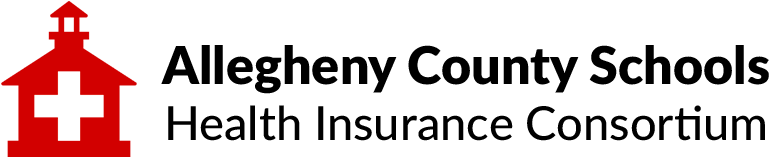 Allegheny County Schools
Health Insurance Consortium